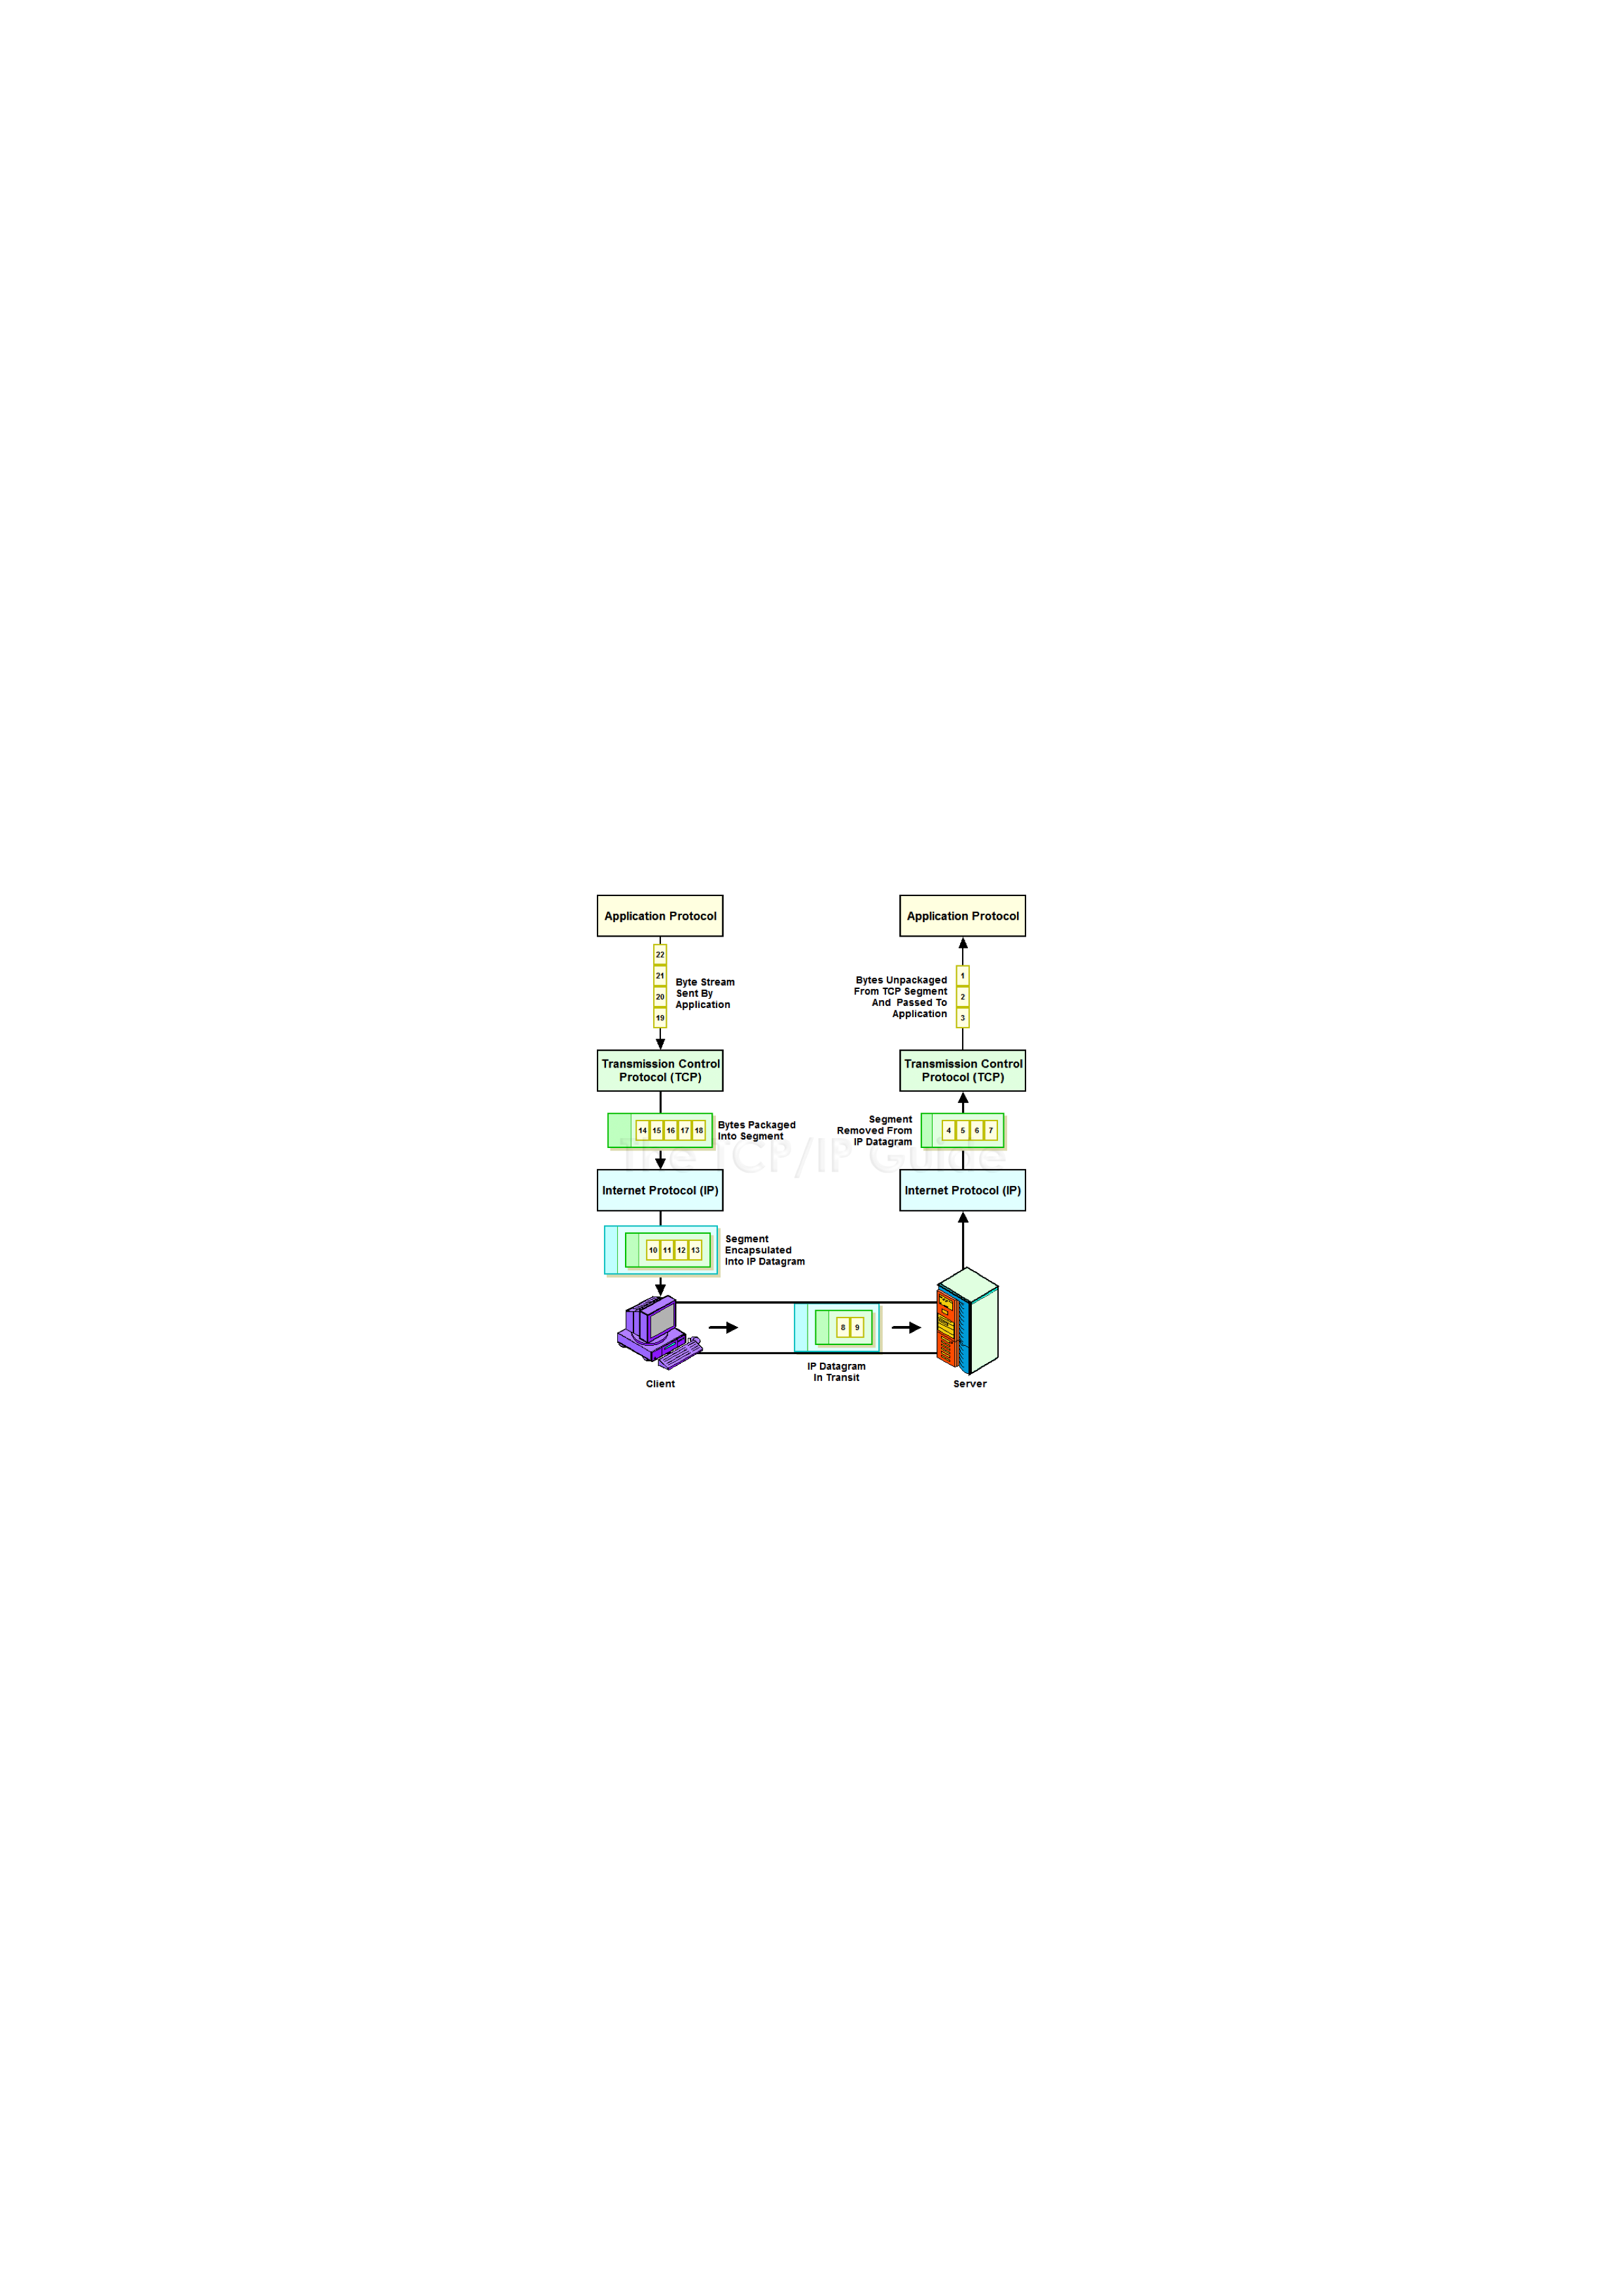 Application Protocol
Application Protocol
22
21
20
19
Byte Stream
Sent By
Application
Bytes Unpackaged
From TCP Segment
And Passed To
Application
1
2
3
Transmission Control
Protocol (TCP)
Transmission Control
Protocol (TCP)
14 15 16 17 18
Bytes Packaged
Into Segment
Segment
Removed From
IP Datagram
4 5 6 7
The TCP/IP Guide
Internet Protocol (IP)
Internet Protocol (IP)
10 11 12 13
Segment
Encapsulated
Into IP Datagram
8 9
IP Datagram
In Transit
Client
Server